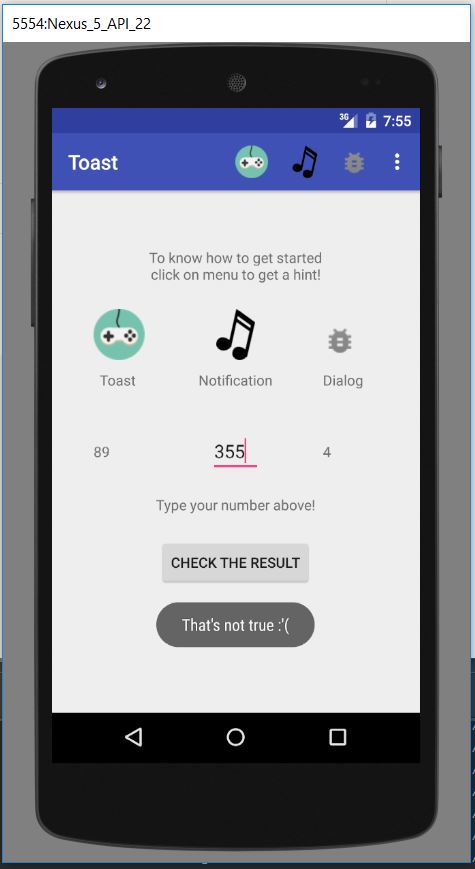 5554:Nexus_5_API_22
3G 7:55
Toast
To know how to get started
click on menu to get a hint!
Toast Notification Dialog
89 355 4
Type your number above!
CHECK THE RESULT
That's not true :'(